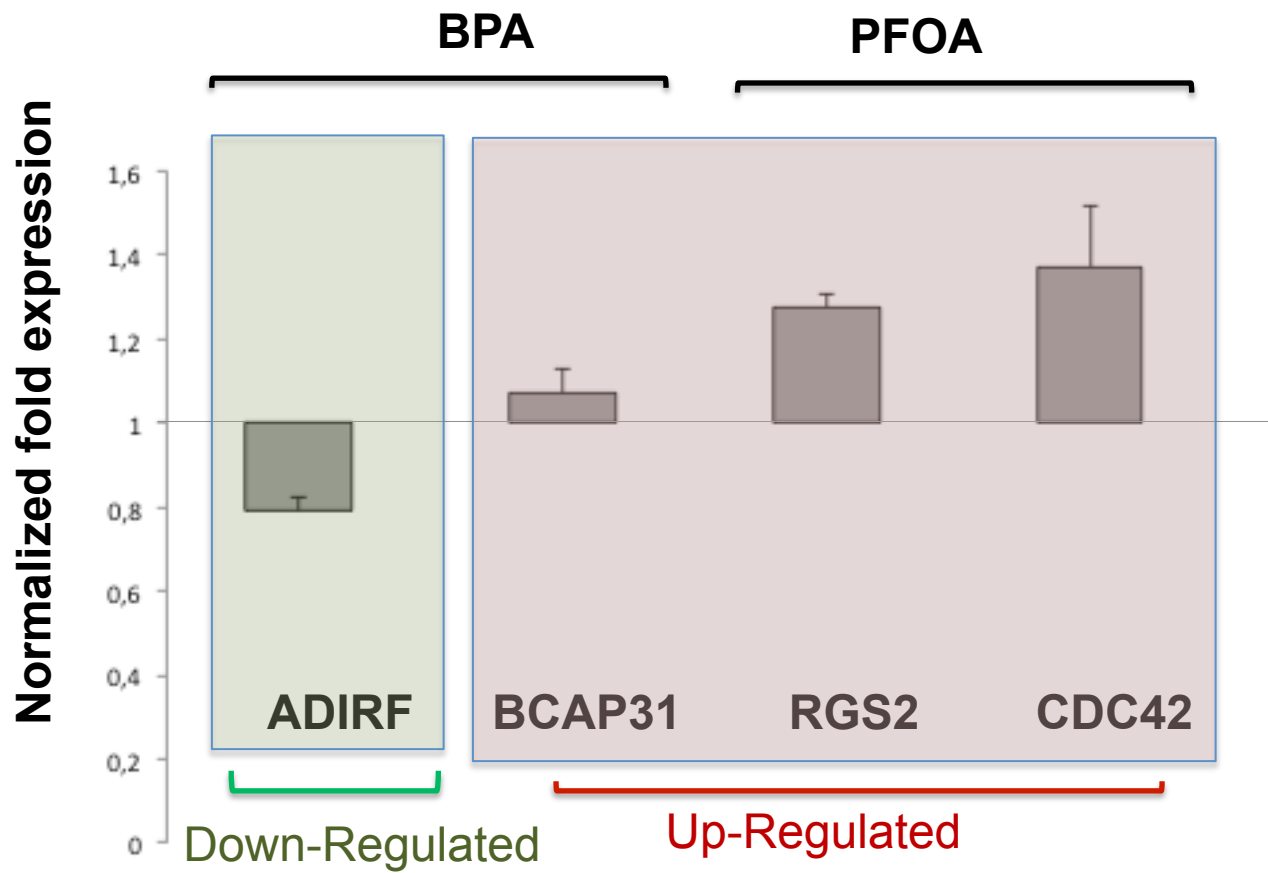 BPA
PFOA
Normalized fold expression
1,6
1,4
1,2
1
0,8
0,6
0,4
0,2
0
ADIRF
BCAP31
RGS2
CDC42
Down-Regulated
Up-Regulated